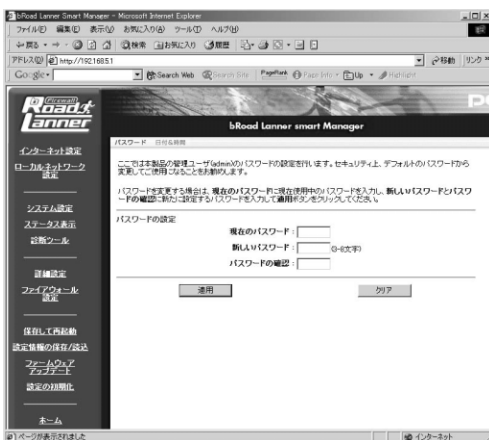 bRoad Lanner Smart Manager - Microsoft Internet Explorer
ファイル(F) 編集(E) 表示(V) お気に入り(A) ツール(T) ヘルプ(H)
戻る 検索 お気に入り 履歴
アドレス(D) http://192.168.5.1 移動 リンク
Google Search Web Search Site PageRank Page Info Up Highlight
Firewall
Road
Lanner
bRoad Lanner smart Manager
パスワード 日付&時間
インターネット設定
ローカルネットワーク
設定
システム設定
ステータス表示
診断ツール
詳細設定
ファイアウォール
設定
保存して再起動
設定情報の保存/読込
ファームウェア
アップデート
設定の初期化
ホーム
ここでは本製品の管理ユーザ(admin)のパスワードの設定を行います。セキュリティ上、デフォルトのパスワードから
変更してご使用になることをお勧めします。
パスワードを変更する場合は、現在のパスワードに現在使用中のパスワードを入力し、新しいパスワードとパスワ
ードの確認に新たに設定するパスワードを入力して適用ボタンをクリックしてください。
パスワードの設定
現在のパスワード:
新しいパスワード: (3-8文字)
パスワードの確認:
適用 クリア
ページが表示されました インターネット